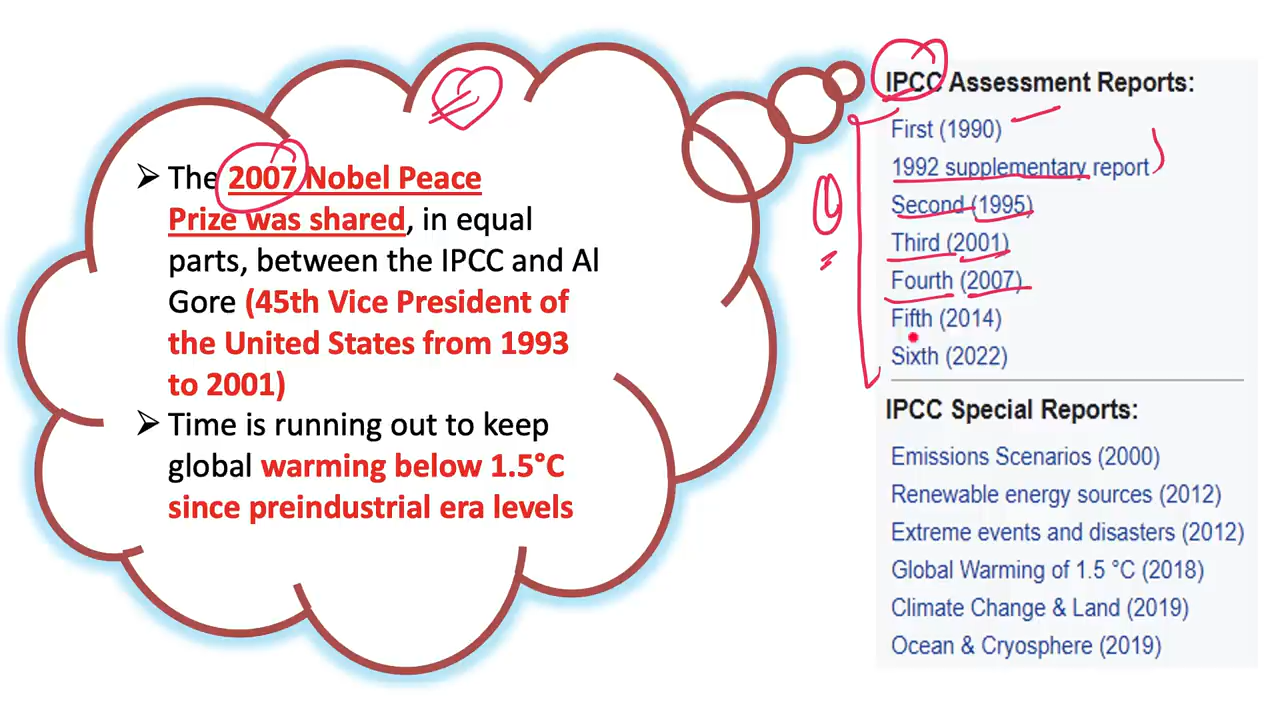 ➢ The 2007 Nobel Peace
Prize was shared, in equal
parts, between the IPCC and Al
Gore (45th Vice President of
the United States from 1993
to 2001)
➢ Time is running out to keep
global warming below 1.5°C
since preindustrial era levels
IPCC Assessment Reports:
First (1990)
1992 supplementary report
Second (1995)
Third (2001)
Fourth (2007)
Fifth (2014)
Sixth (2022)
IPCC Special Reports:
Emissions Scenarios (2000)
Renewable energy sources (2012)
Extreme events and disasters (2012)
Global Warming of 1.5 °C (2018)
Climate Change & Land (2019)
Ocean & Cryosphere (2019)